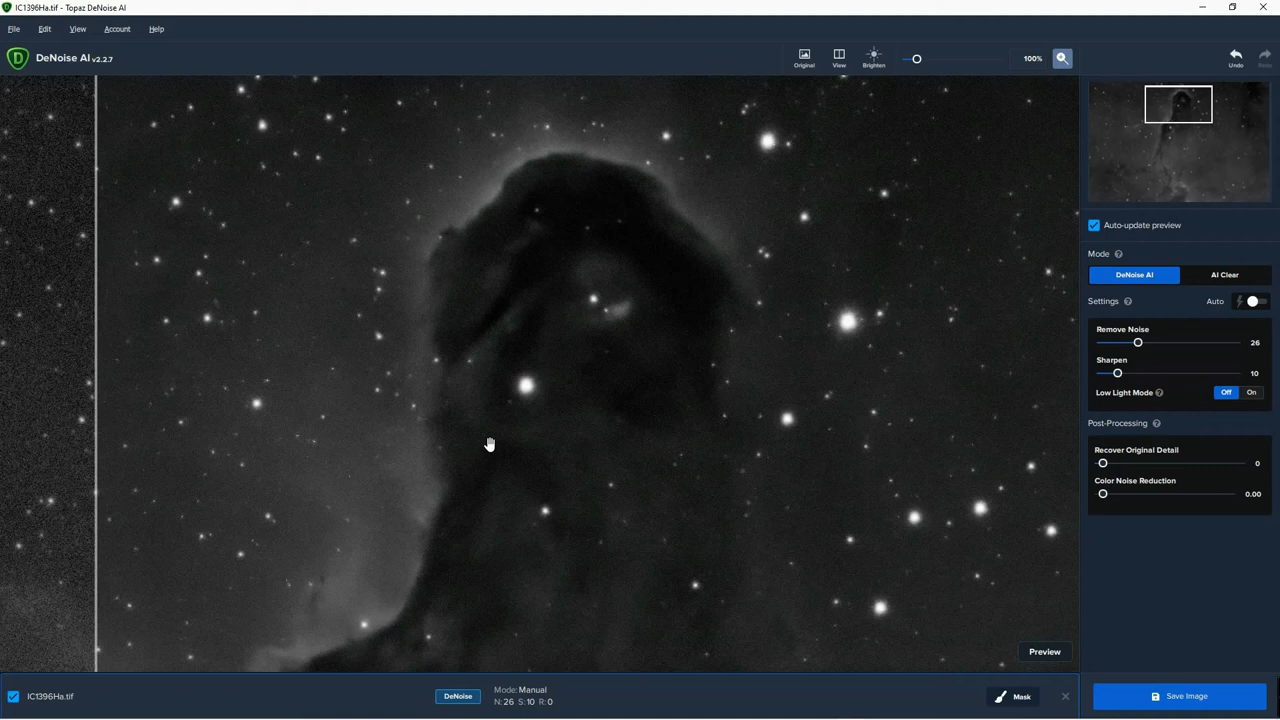 IC1396Ha.tif - Topaz DeNoise AI
File Edit View Account Help
D DeNoise AI v2.2.7
Original View Brighten 100% Undo Redo
Auto-update preview
Mode ?
DeNoise AI AI Clear
Settings ? Auto
Remove Noise
26
Sharpen
10
Low Light Mode ? Off On
Post-Processing ?
Recover Original Detail
0
Color Noise Reduction
0.00
Preview
IC1396Ha.tif DeNoise Mode: Manual
N: 26 S: 10 R: 0
Mask
Save Image